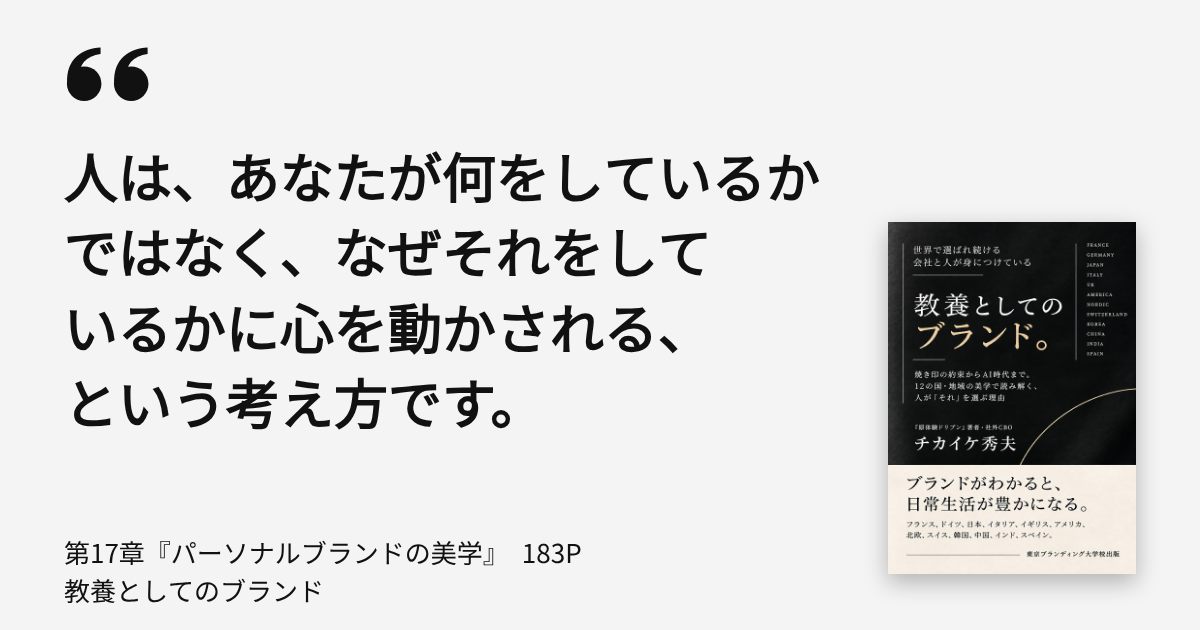 “
人は、あなたが何をしているか
ではなく、なぜそれをして
いるかに心を動かされる、
という考え方です。
第17章『パーソナルブランドの美学』 183P
教養としてのブランド
世界で選ばれ続ける
会社と人が身につけている
教養としての
ブランド。
焼き印の約束からAI時代まで。
12の国・地域の美学で読み解く、
人が「それ」を選ぶ理由
『原体験ドリブン』著者・社外CBO
チカイケ秀夫
FRANCE
GERMANY
JAPAN
ITALY
UK
AMERICA
NORDIC
SWITZERLAND
KOREA
CHINA
INDIA
SPAIN
ブランドがわかると、
日常生活が豊かになる。
フランス、ドイツ、日本、イタリア、イギリス、アメリカ、
北欧、スイス、韓国、中国、インド、スペイン。
東京ブランディング大学校出版